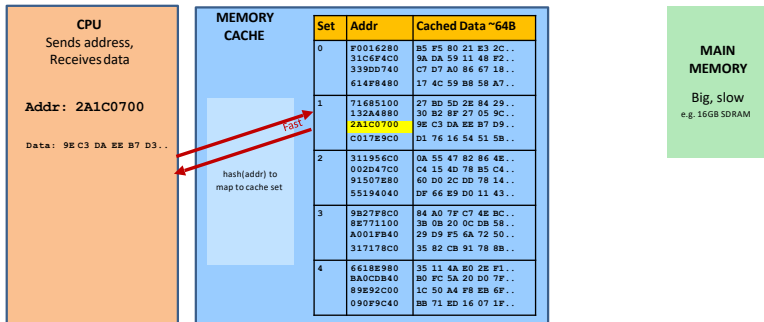 CPU
Sends address,
Receives data
Addr: 2A1C0700
Data: 9E C3 DA EE B7 D3..
MEMORY
CACHE
hash(addr) to
map to cache set
Fast
Set Addr Cached Data ~64B
0 F0016280 B5 F5 80 21 E3 2C..
31C6F4C0 9A DA 59 11 48 F2..
339DD740 C7 D7 A0 86 67 18..
614F8480 17 4C 59 B8 58 A7..
1 71685100 27 BD 5D 2E 84 29..
132A4880 30 B2 8F 27 05 9C..
2A1C0700 9E C3 DA EE B7 D9..
C017E9C0 D1 76 16 54 51 5B..
2 311956C0 0A 55 47 82 86 4E..
002D47C0 C4 15 4D 78 B5 C4..
91507E80 60 D0 2C DD 78 14..
55194040 DF 66 E9 D0 11 43..
3 9B27F8C0 84 A0 7F C7 4E BC..
8E771100 3B 0B 20 0C DB 58..
A001FB40 29 D9 F5 6A 72 50..
317178C0 35 82 CB 91 78 8B..
4 6618E980 35 11 4A E0 2E F1..
BA0CDB40 B0 FC 5A 20 D0 7F..
89E92C00 1C 50 A4 F8 EB 6F..
090F9C40 BB 71 ED 16 07 1F..
MAIN
MEMORY
Big, slow
e.g. 16GB SDRAM